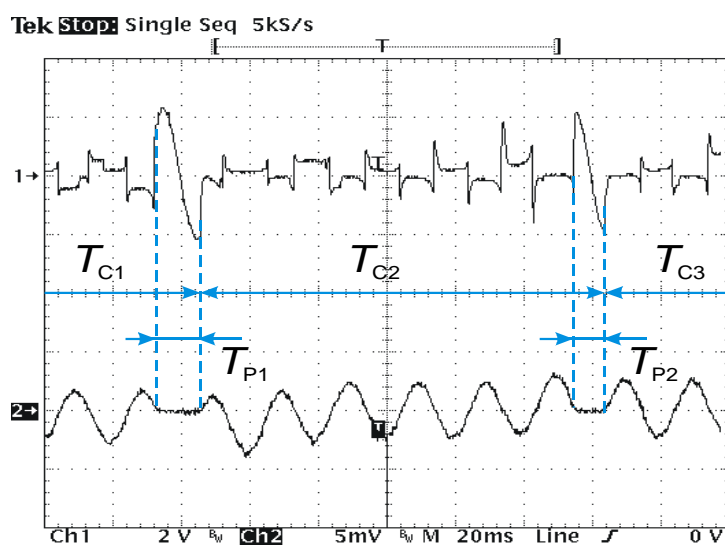 Tek Stop: Single Seq 5kS/s
T
T
1→
T_C1 T_C2 T_C3
T_P1 T_P2
2→
T
Ch1 2 V BW Ch2 5mV BW M 20ms Line 0 V